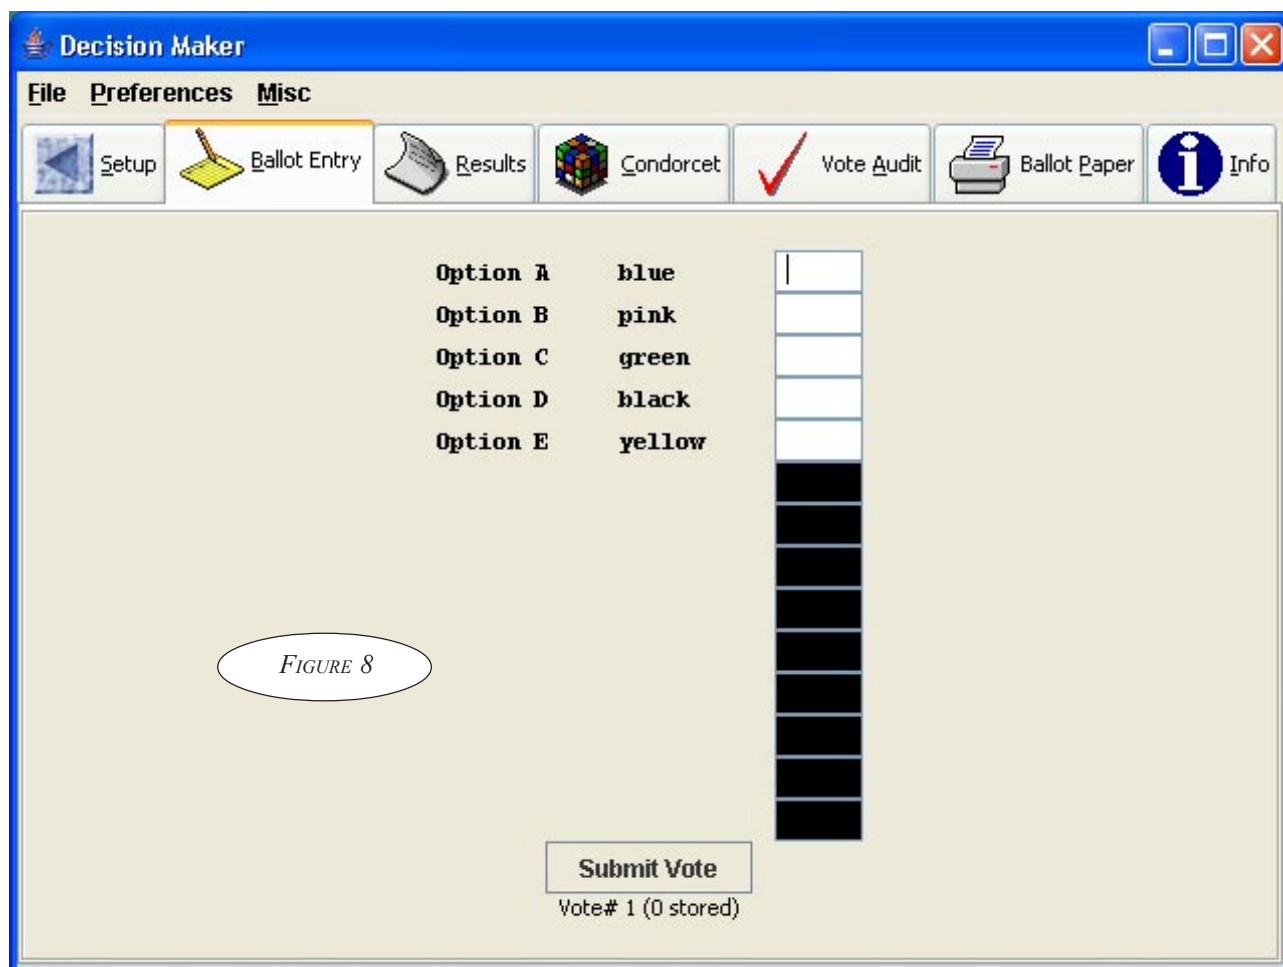 Decision Maker
File Preferences Misc
Setup Ballot Entry Results Condorcet Vote Audit Ballot Paper Info
Option A blue
Option B pink
Option C green
Option D black
Option E yellow
FIGURE 8
Submit Vote
Vote# 1 (0 stored)